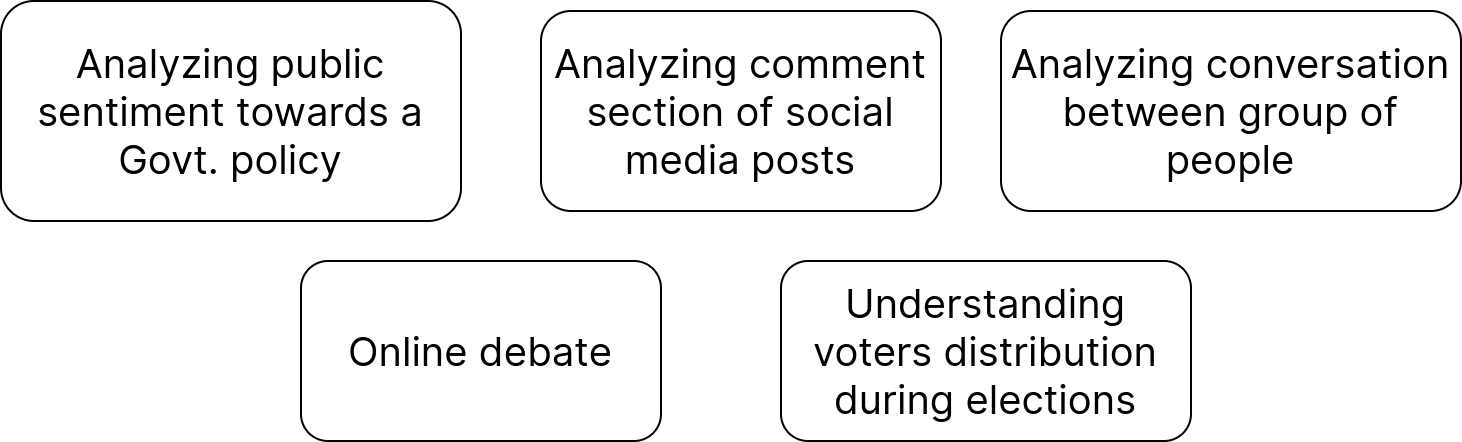 Analyzing public
sentiment towards a
Govt. policy
Analyzing comment
section of social
media posts
Analyzing conversation
between group of
people
Online debate
Understanding
voters distribution
during elections